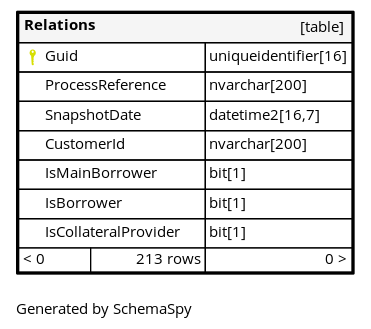 Relations [table]
Guid uniqueidentifier[16]
ProcessReference nvarchar[200]
SnapshotDate datetime2[16,7]
CustomerId nvarchar[200]
IsMainBorrower bit[1]
IsBorrower bit[1]
IsCollateralProvider bit[1]
< 0 213 rows 0 >
Generated by SchemaSpy